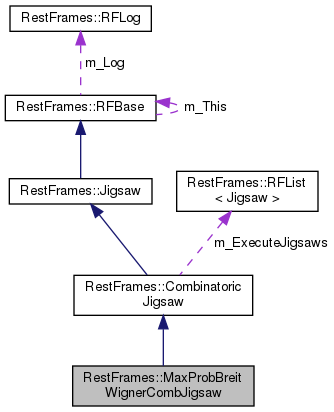 RestFrames::RFLog
m_Log
RestFrames::RFBase
m_This
RestFrames::Jigsaw
RestFrames::RFList
< Jigsaw >
m_ExecuteJigsaws
RestFrames::Combinatoric
Jigsaw
RestFrames::MaxProbBreit
WignerCombJigsaw